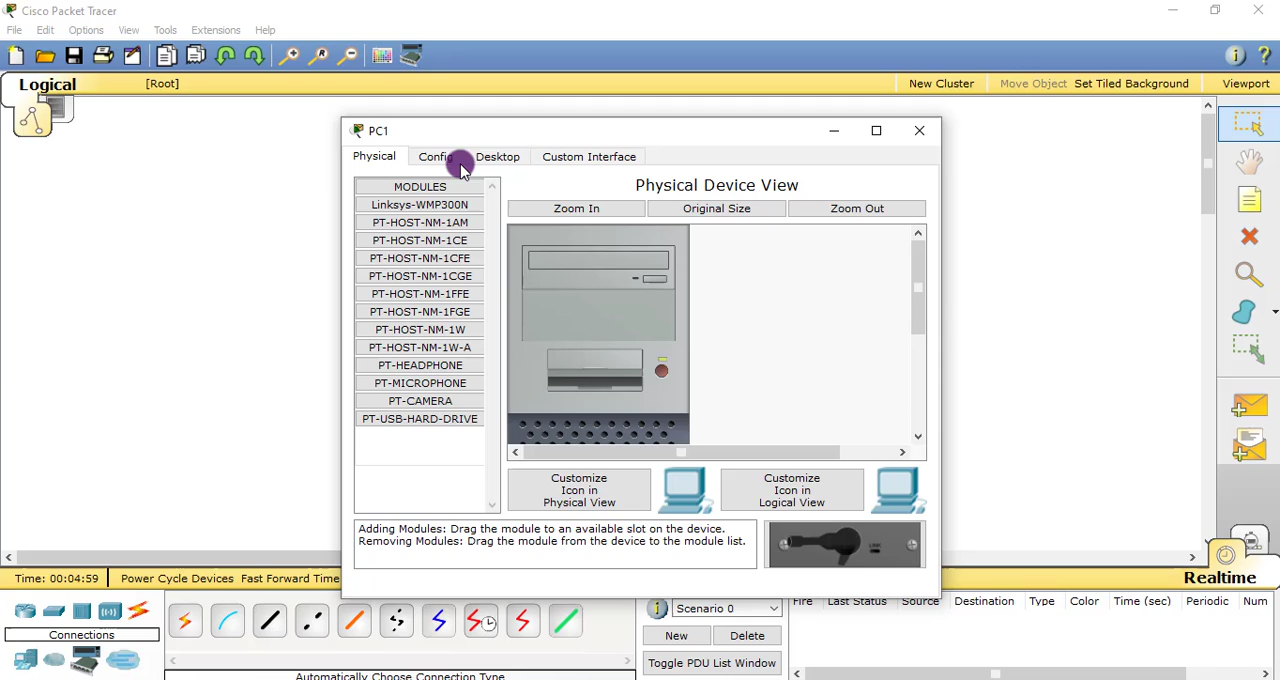 Cisco Packet Tracer
File Edit Options View Tools Extensions Help
Logical [Root] New Cluster Move Object Set Tiled Background Viewport
PC1
Physical Config Desktop Custom Interface
MODULES
Linksys-WMP300N
PT-HOST-NM-1AM
PT-HOST-NM-1CE
PT-HOST-NM-1CFE
PT-HOST-NM-1CGE
PT-HOST-NM-1FFE
PT-HOST-NM-1FGE
PT-HOST-NM-1W
PT-HOST-NM-1W-A
PT-HEADPHONE
PT-MICROPHONE
PT-CAMERA
PT-USB-HARD-DRIVE
Physical Device View
Zoom In Original Size Zoom Out
Customize
Icon in
Physical View
Customize
Icon in
Logical View
Adding Modules: Drag the module to an available slot on the device.
Removing Modules: Drag the module from the device to the module list.
LINK
Time: 00:04:59 Power Cycle Devices Fast Forward Time
Realtime
Connections
Automatically Choose Connection Type
Scenario 0
New Delete
Toggle PDU List Window
Fire Last Status Source Destination Type Color Time (sec) Periodic Num